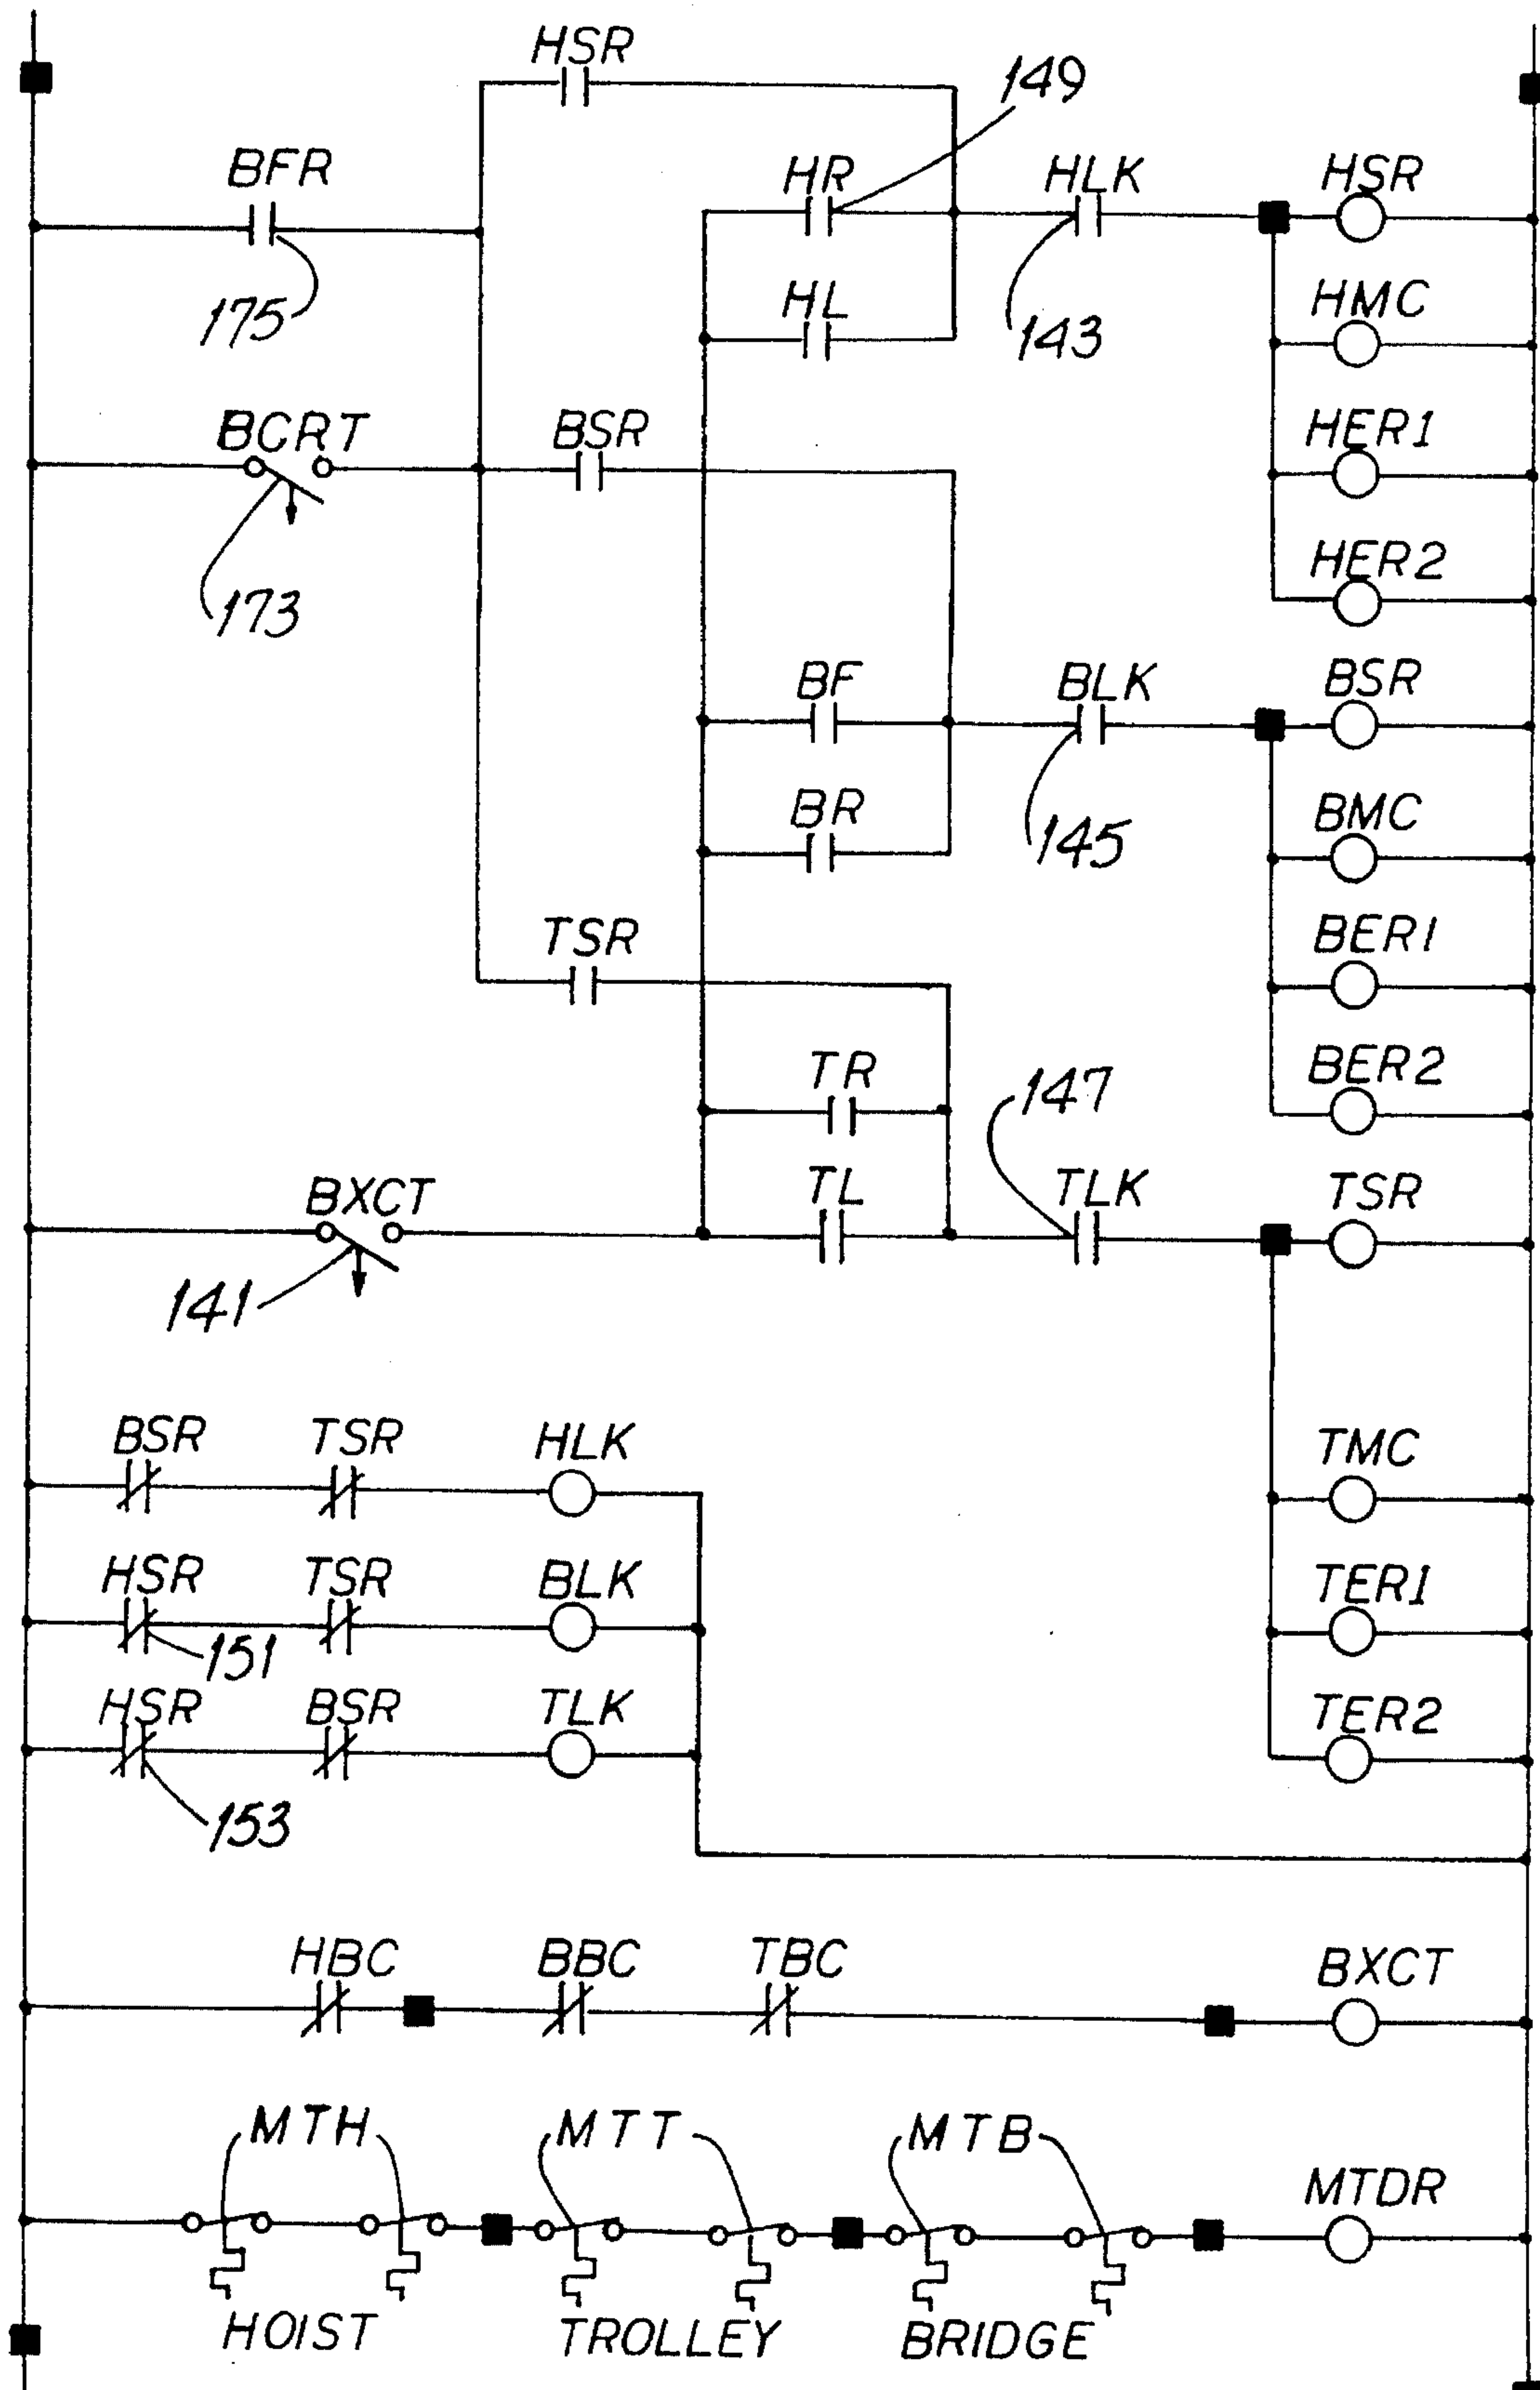 HSR
149
BFR
HR
HLK
HSR
175
HL
143
HMC
BCRT
BSR
HER1
173
HER2
BF
BLK
BSR
BR
145
BMC
TSR
BER1
TR
147
BER2
BXCT
TL
TLK
TSR
141
BSR
TSR
HLK
TMC
HSR
TSR
BLK
TER1
151
HSR
BSR
TLK
TER2
153
HBC
BBC
TBC
BXCT
MTH
MTT
MTB
MTDR
HOIST
TROLLEY
BRIDGE